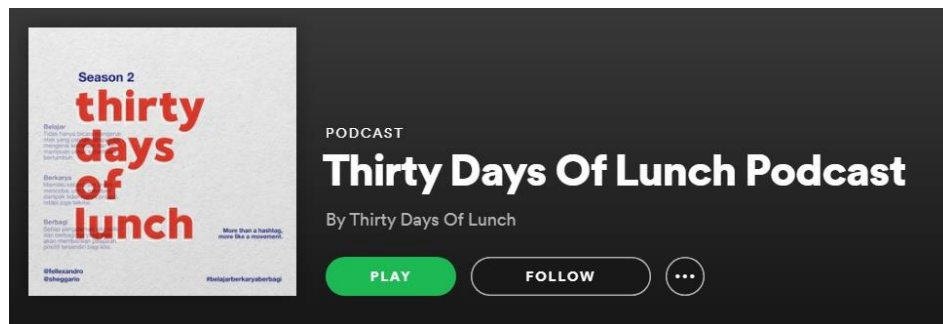 Season 2
thirty
days
of
lunch
Belajar
Berkarya
Berbagi
More than a hashtag,
more like a movement.
@fellexandro
@sheggario
#belajarberkaryaberbagi
PODCAST
Thirty Days Of Lunch Podcast
By Thirty Days Of Lunch
PLAY
FOLLOW